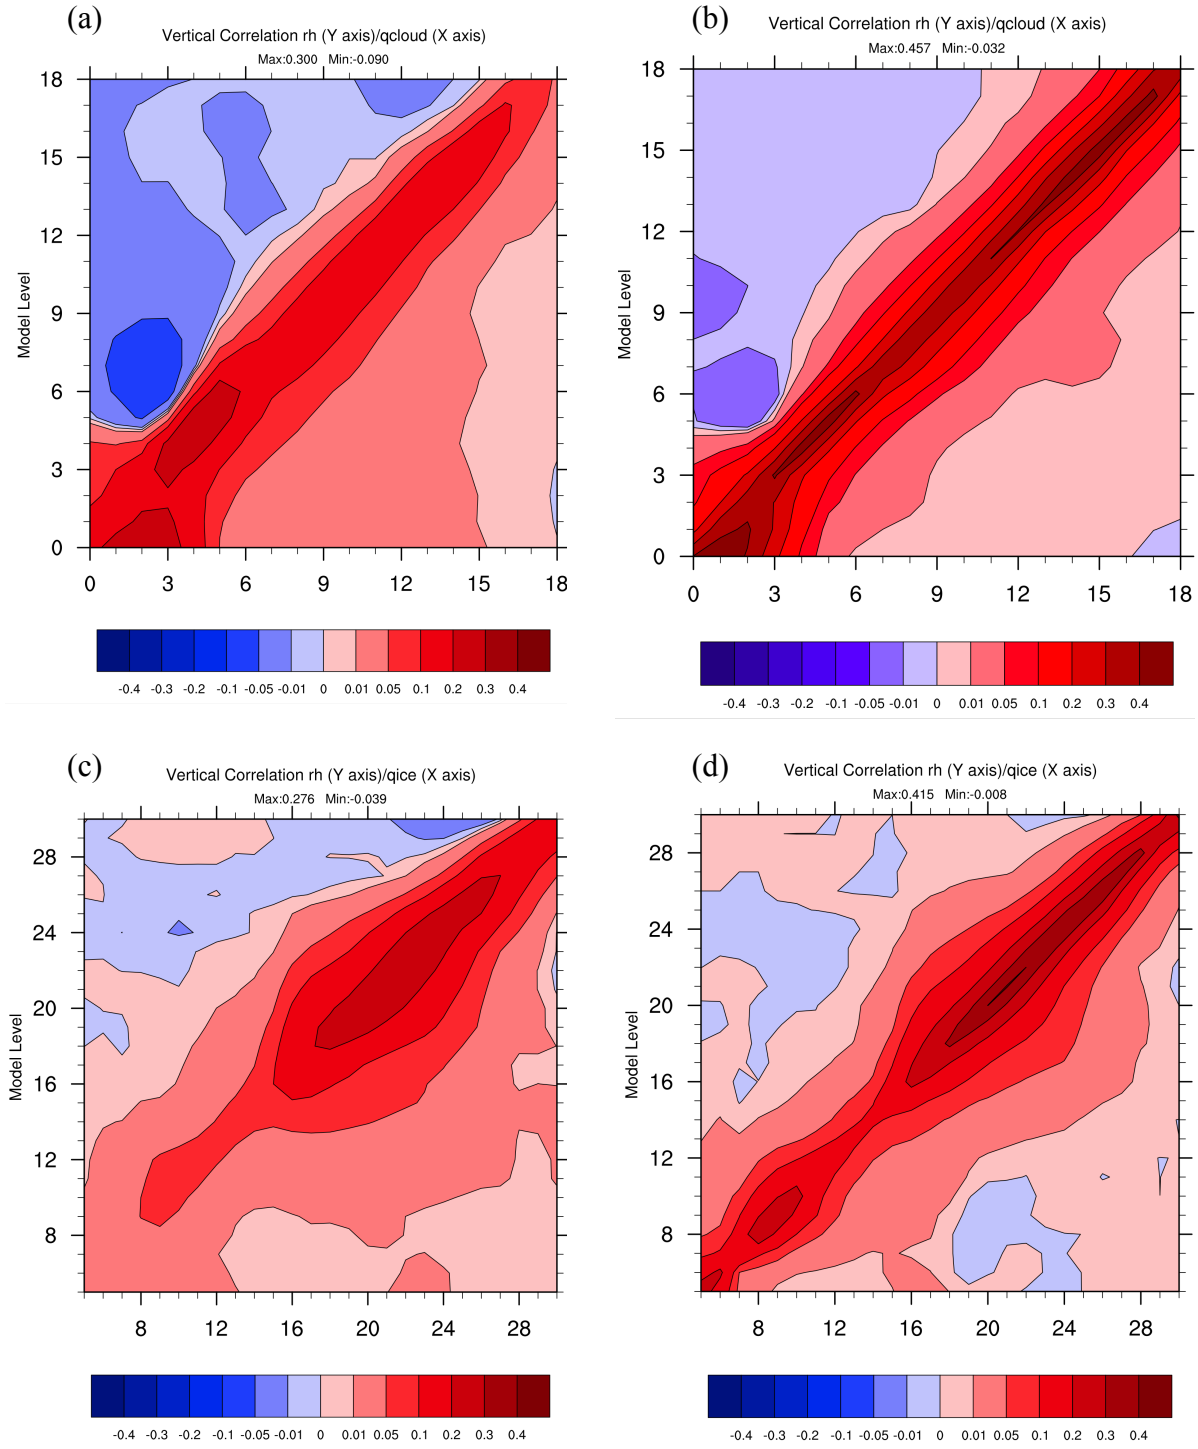 (a)
Vertical Correlation rh (Y axis)/qcloud (X axis)
Max:0.300 Min:-0.090
18
15
12
9
6
3
0
Model Level
0 3 6 9 12 15 18
-0.4 -0.3 -0.2 -0.1 -0.05 -0.01 0 0.01 0.05 0.1 0.2 0.3 0.4
(b)
Vertical Correlation rh (Y axis)/qcloud (X axis)
Max:0.457 Min:-0.032
18
15
12
9
6
3
0
Model Level
0 3 6 9 12 15 18
-0.4 -0.3 -0.2 -0.1 -0.05 -0.01 0 0.01 0.05 0.1 0.2 0.3 0.4
(c)
Vertical Correlation rh (Y axis)/qice (X axis)
Max:0.276 Min:-0.039
28
24
20
16
12
8
Model Level
8 12 16 20 24 28
-0.4 -0.3 -0.2 -0.1 -0.05 -0.01 0 0.01 0.05 0.1 0.2 0.3 0.4
(d)
Vertical Correlation rh (Y axis)/qice (X axis)
Max:0.415 Min:-0.008
28
24
20
16
12
8
Model Level
8 12 16 20 24 28
-0.4 -0.3 -0.2 -0.1 -0.05 -0.01 0 0.01 0.05 0.1 0.2 0.3 0.4